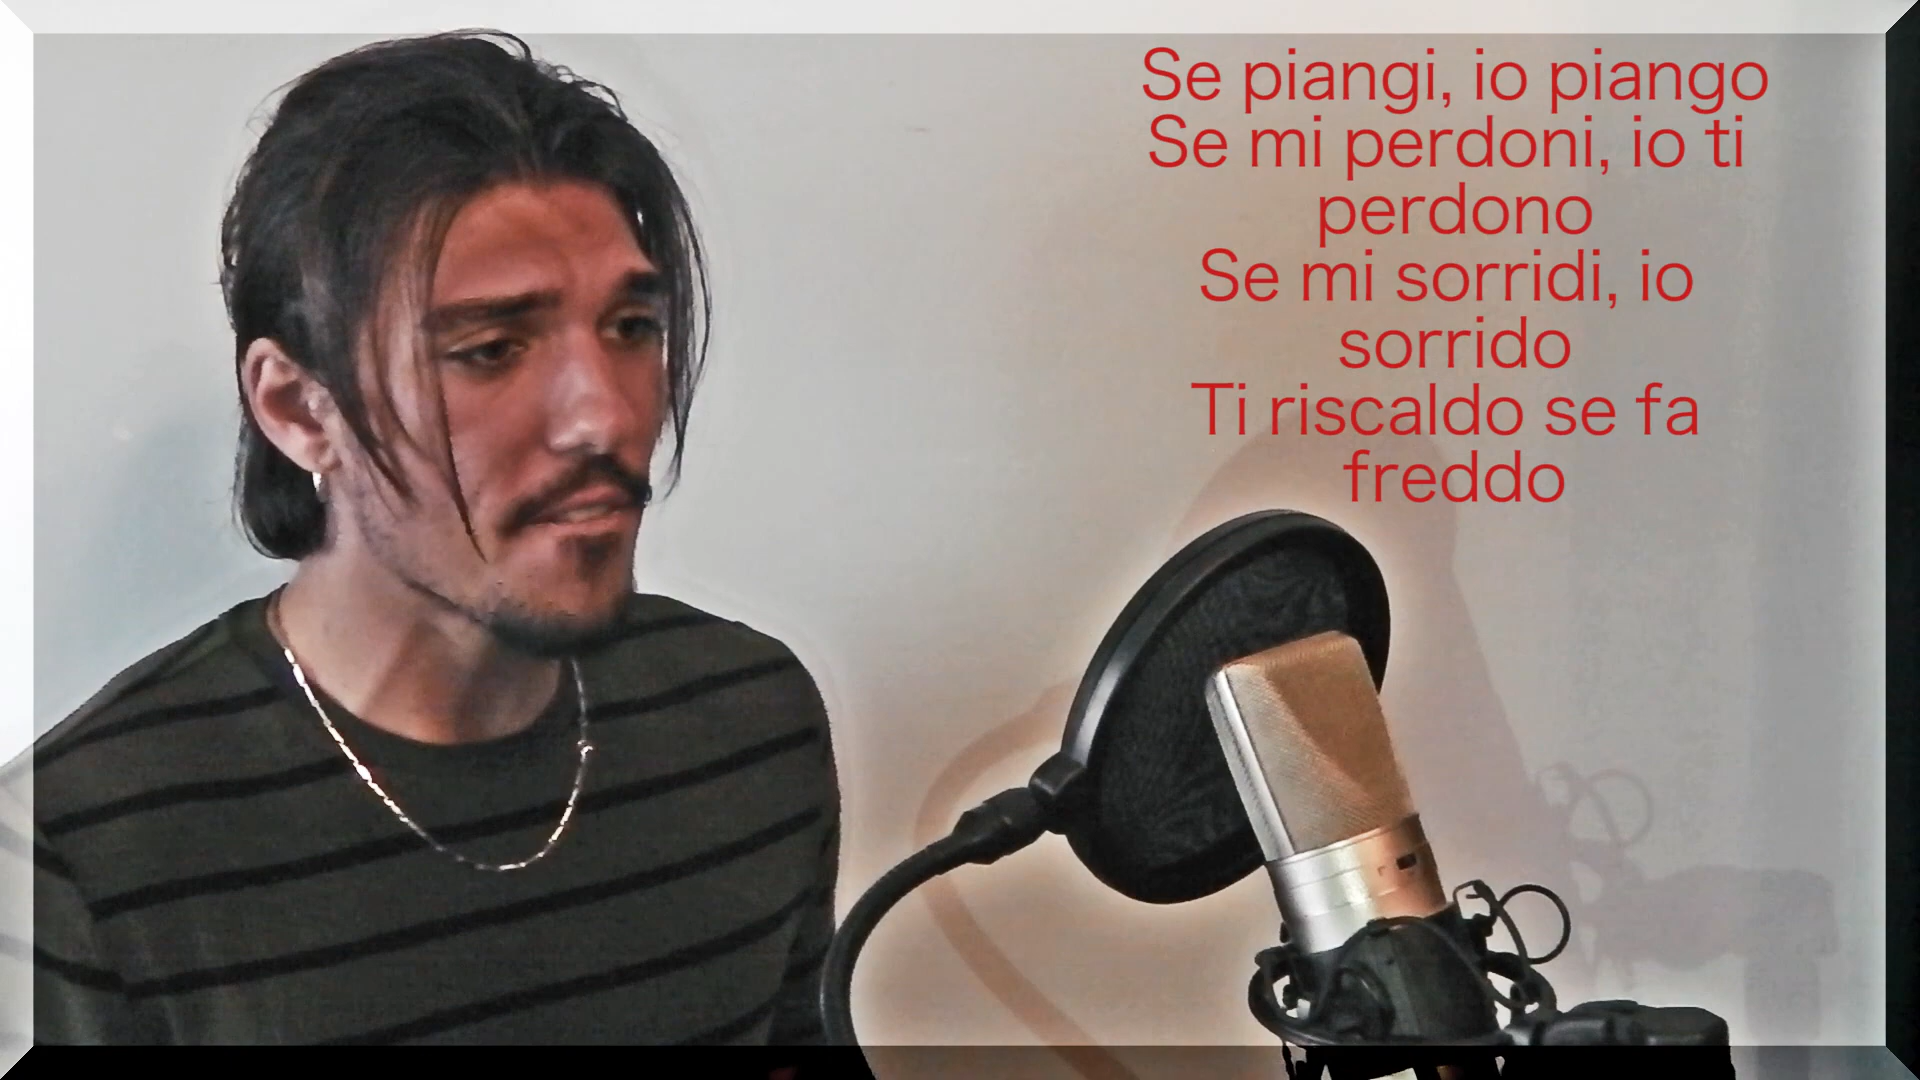 Se piangi, io piango
Se mi perdoni, io ti
perdono
Se mi sorridi, io
sorrido
Ti riscaldo se fa
freddo